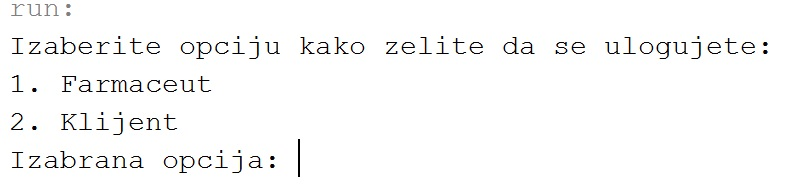 run:
Izaberite opciju kako zelite da se ulogujete:
1. Farmaceut
2. Klijent
Izabrana opcija: